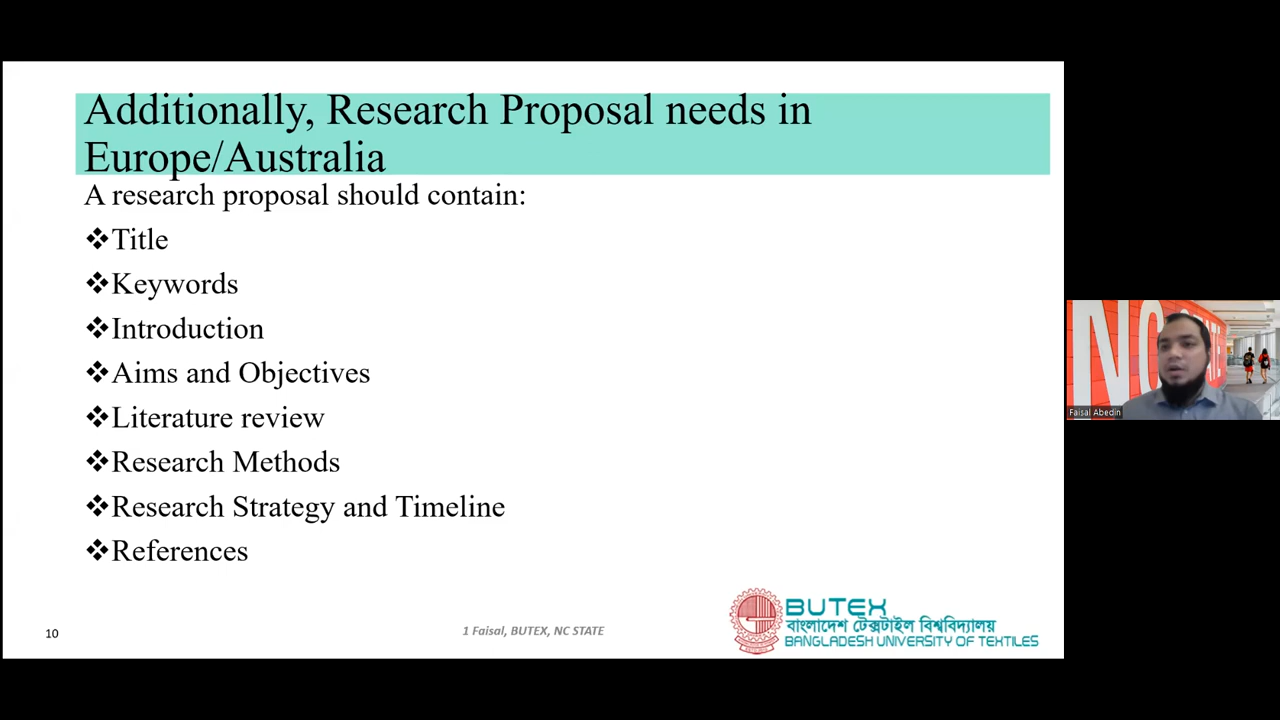 Additionally, Research Proposal needs in
Europe/Australia
A research proposal should contain:
❖Title
❖Keywords
❖Introduction
❖Aims and Objectives
❖Literature review
❖Research Methods
❖Research Strategy and Timeline
❖References
10
1 Faisal, BUTEX, NC STATE
BUTEX
বাংলাদেশ টেক্সটাইল বিশ্ববিদ্যালয়
BANGLADESH UNIVERSITY OF TEXTILES
NC STATE
Faisal Abedin